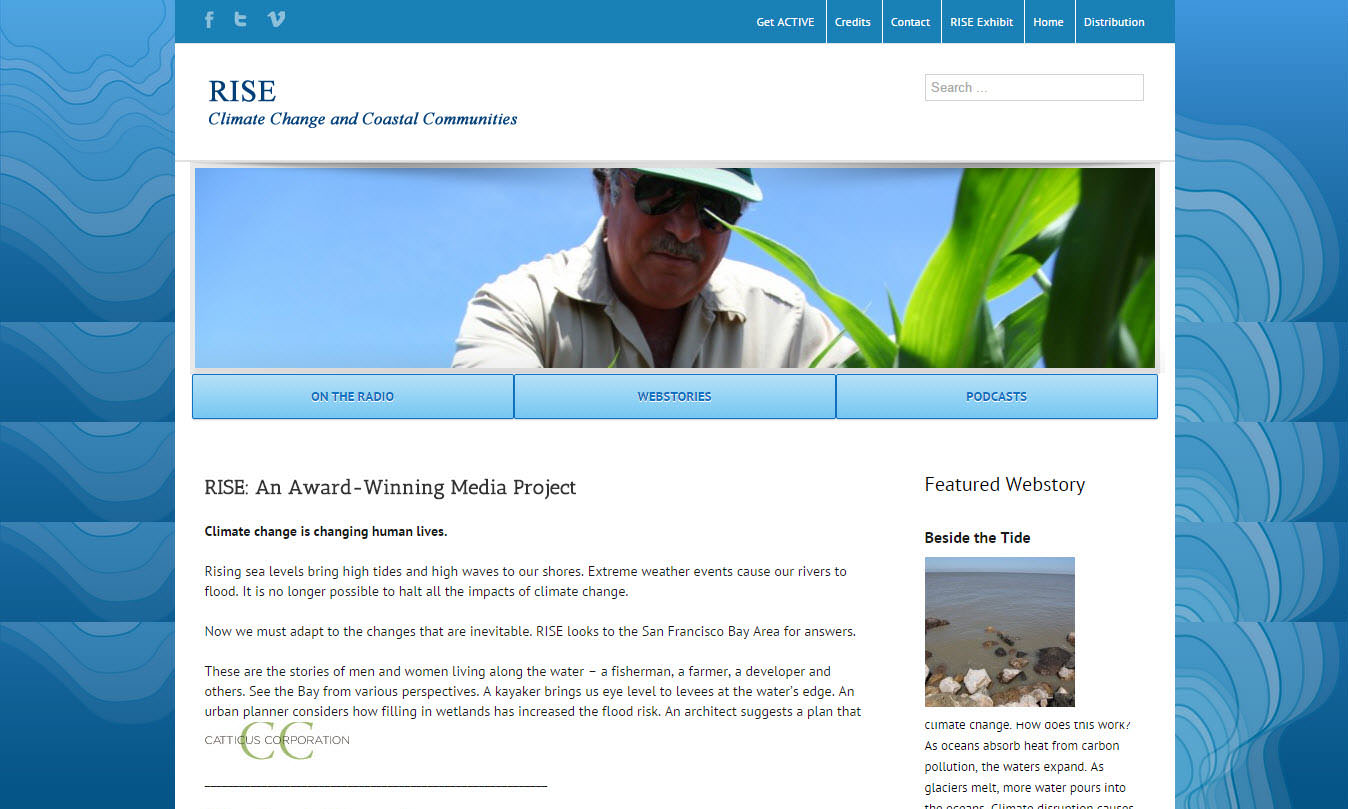 Get ACTIVE
Credits
Contact
RISE Exhibit
Home
Distribution
RISE
Climate Change and Coastal Communities
Search ...
ON THE RADIO
WEBSTORIES
PODCASTS
RISE: An Award-Winning Media Project
Climate change is changing human lives.
Rising sea levels bring high tides and high waves to our shores. Extreme weather events cause our rivers to
flood. It is no longer possible to halt all the impacts of climate change.
Now we must adapt to the changes that are inevitable. RISE looks to the San Francisco Bay Area for answers.
These are the stories of men and women living along the water – a fisherman, a farmer, a developer and
others. See the Bay from various perspectives. A kayaker brings us eye level to levees at the water's edge. An
urban planner considers how filling in wetlands has increased the flood risk. An architect suggests a plan that
CC
CATTICUS CORPORATION
Featured Webstory
Beside the Tide
climate change. How does this work?
As oceans absorb heat from carbon
pollution, the waters expand. As
glaciers melt, more water pours into
the oceans. Climate disruption causes